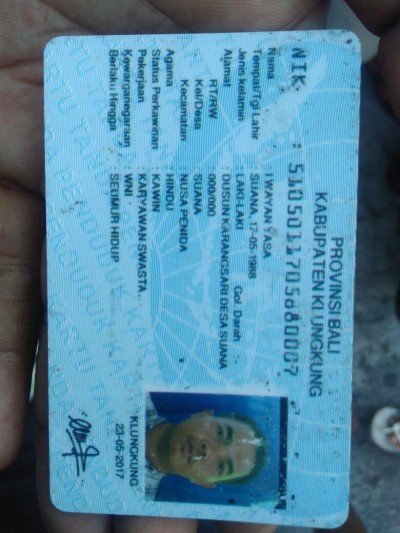 PROVINSI BALI
KABUPATEN KLUNGKUNG
NIK : 5105011705880007
Nama : I WAYAN YASA
Tempat/Tgl Lahir : SUANA, 17-05-1988
Jenis kelamin : LAKI-LAKI Gol. Darah
Alamat : DUSUN KARANGSARI DESA SUANA
RT/RW : 000/000
Kel/Desa : SUANA
Kecamatan : NUSA PENIDA
Agama : HINDU
Status Perkawinan : KAWIN
Pekerjaan : KARYAWAN SWASTA
Kewarganegaraan : WNI
Berlaku Hingga : SEUMUR HIDUP
KLUNGKUNG
23-05-2017